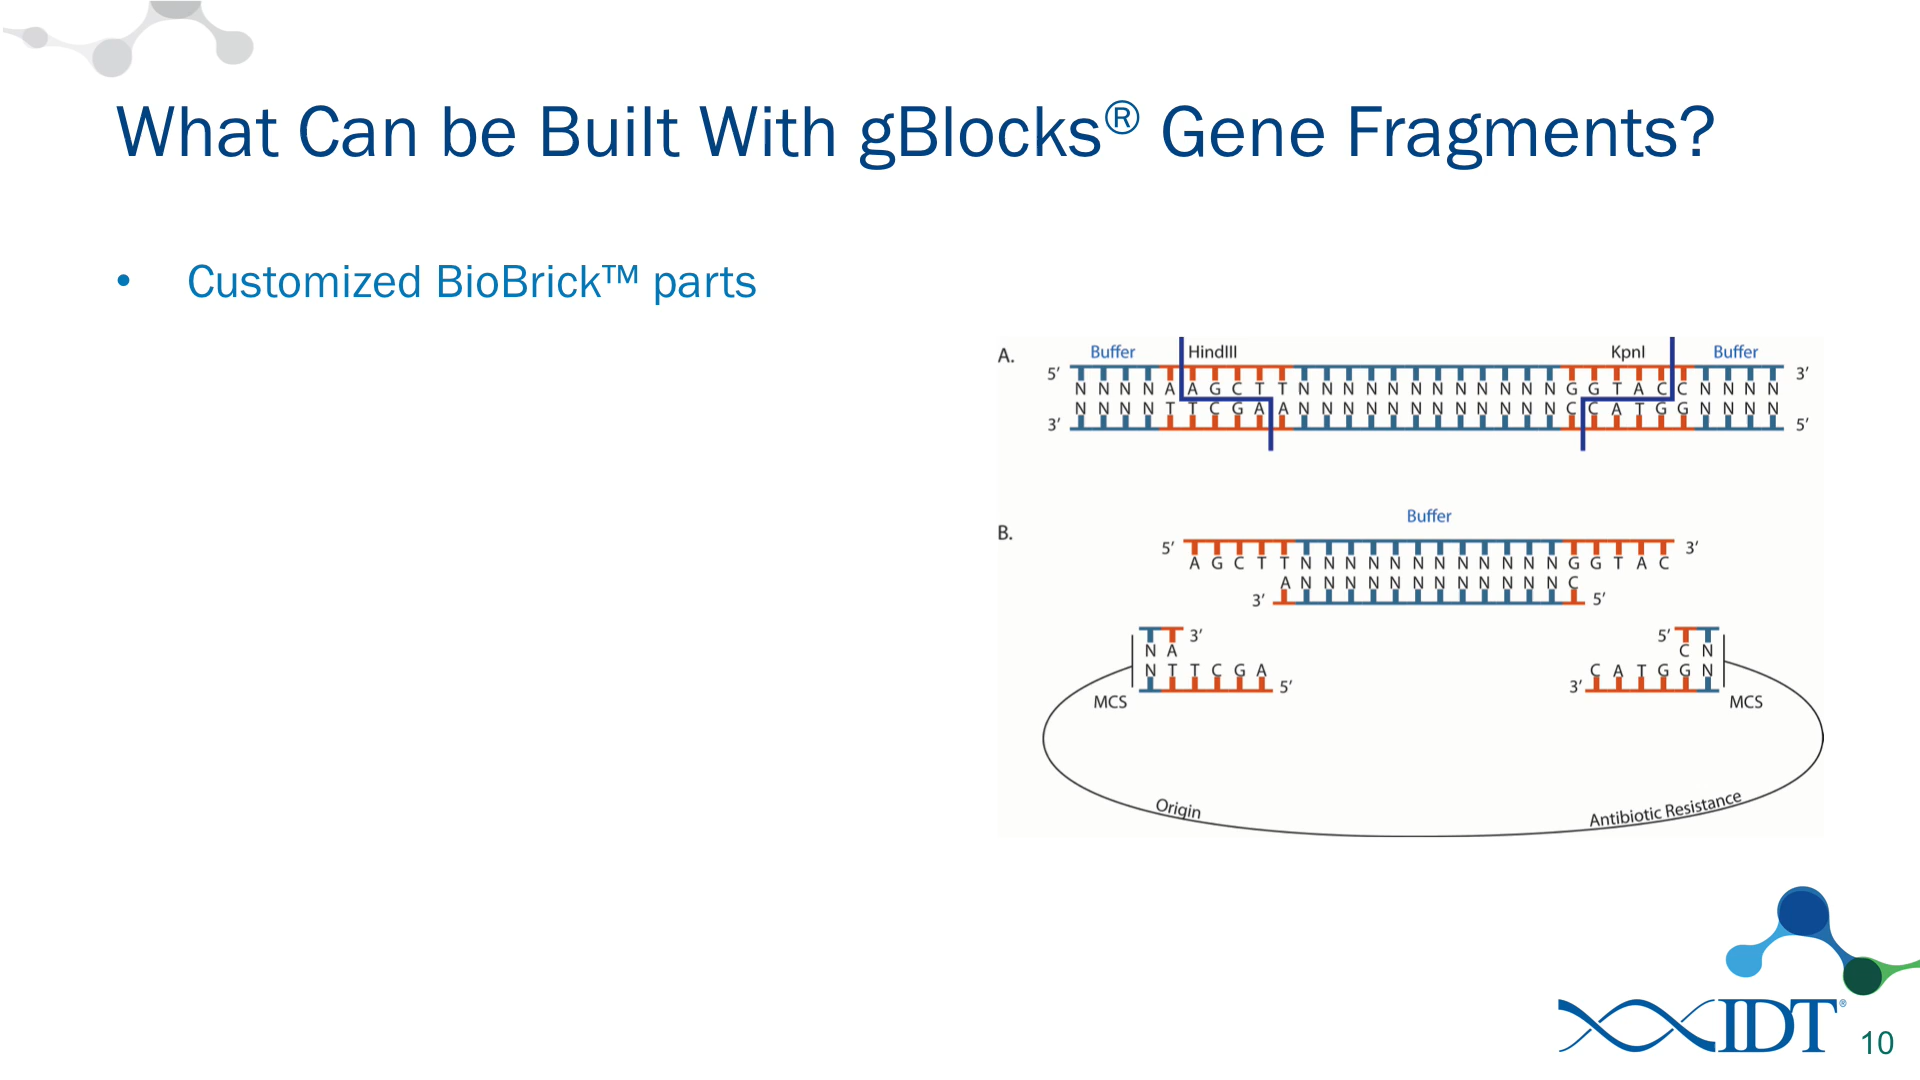 What Can be Built With gBlocks® Gene Fragments?
• Customized BioBrick™ parts
A.
Buffer HindIII KpnI Buffer
5′ 3′
N N N N A A G C T T N N N N N N N N N N N N G G T A C C N N N N
N N N N T T C G A A N N N N N N N N N N N N C C A T G G N N N N
3′ 5′
B.
Buffer
5′ 3′
A G C T T N N N N N N N N N N N N G G T A C
A N N N N N N N N N N N N C
3′ 5′
3′ 5′
N A C N
N T T C G A C A T G G N
5′ 3′
MCS MCS
Origin Antibiotic Resistance
IDT®
10